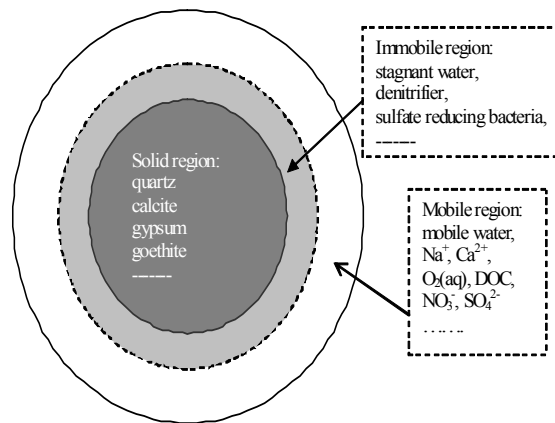 Immobile region:
stagnant water,
denitrifier,
sulfate reducing bacteria,
-------
Solid region:
quartz
calcite
gypsum
goethite
-------
Mobile region:
mobile water,
Na⁺, Ca²⁺,
O₂(aq), DOC,
NO₃⁻, SO₄²⁻
…….